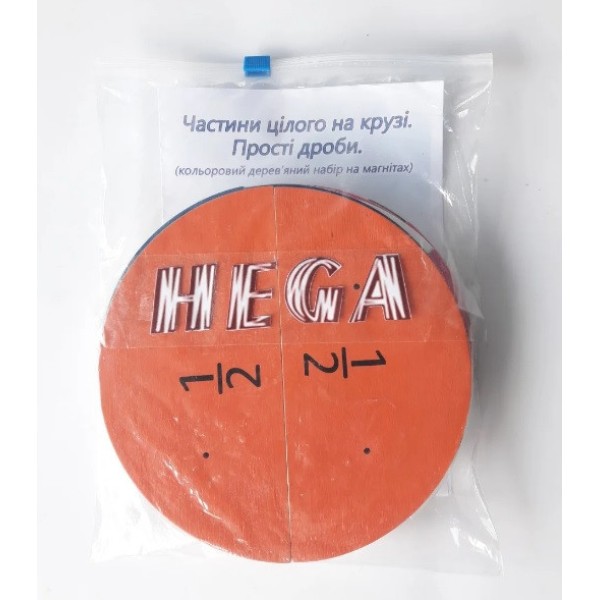 Частини цілого на крузі.
Прості дроби.
(кольоровий дерев'яний набір на магнітах)
HEGA
1/2 1/2